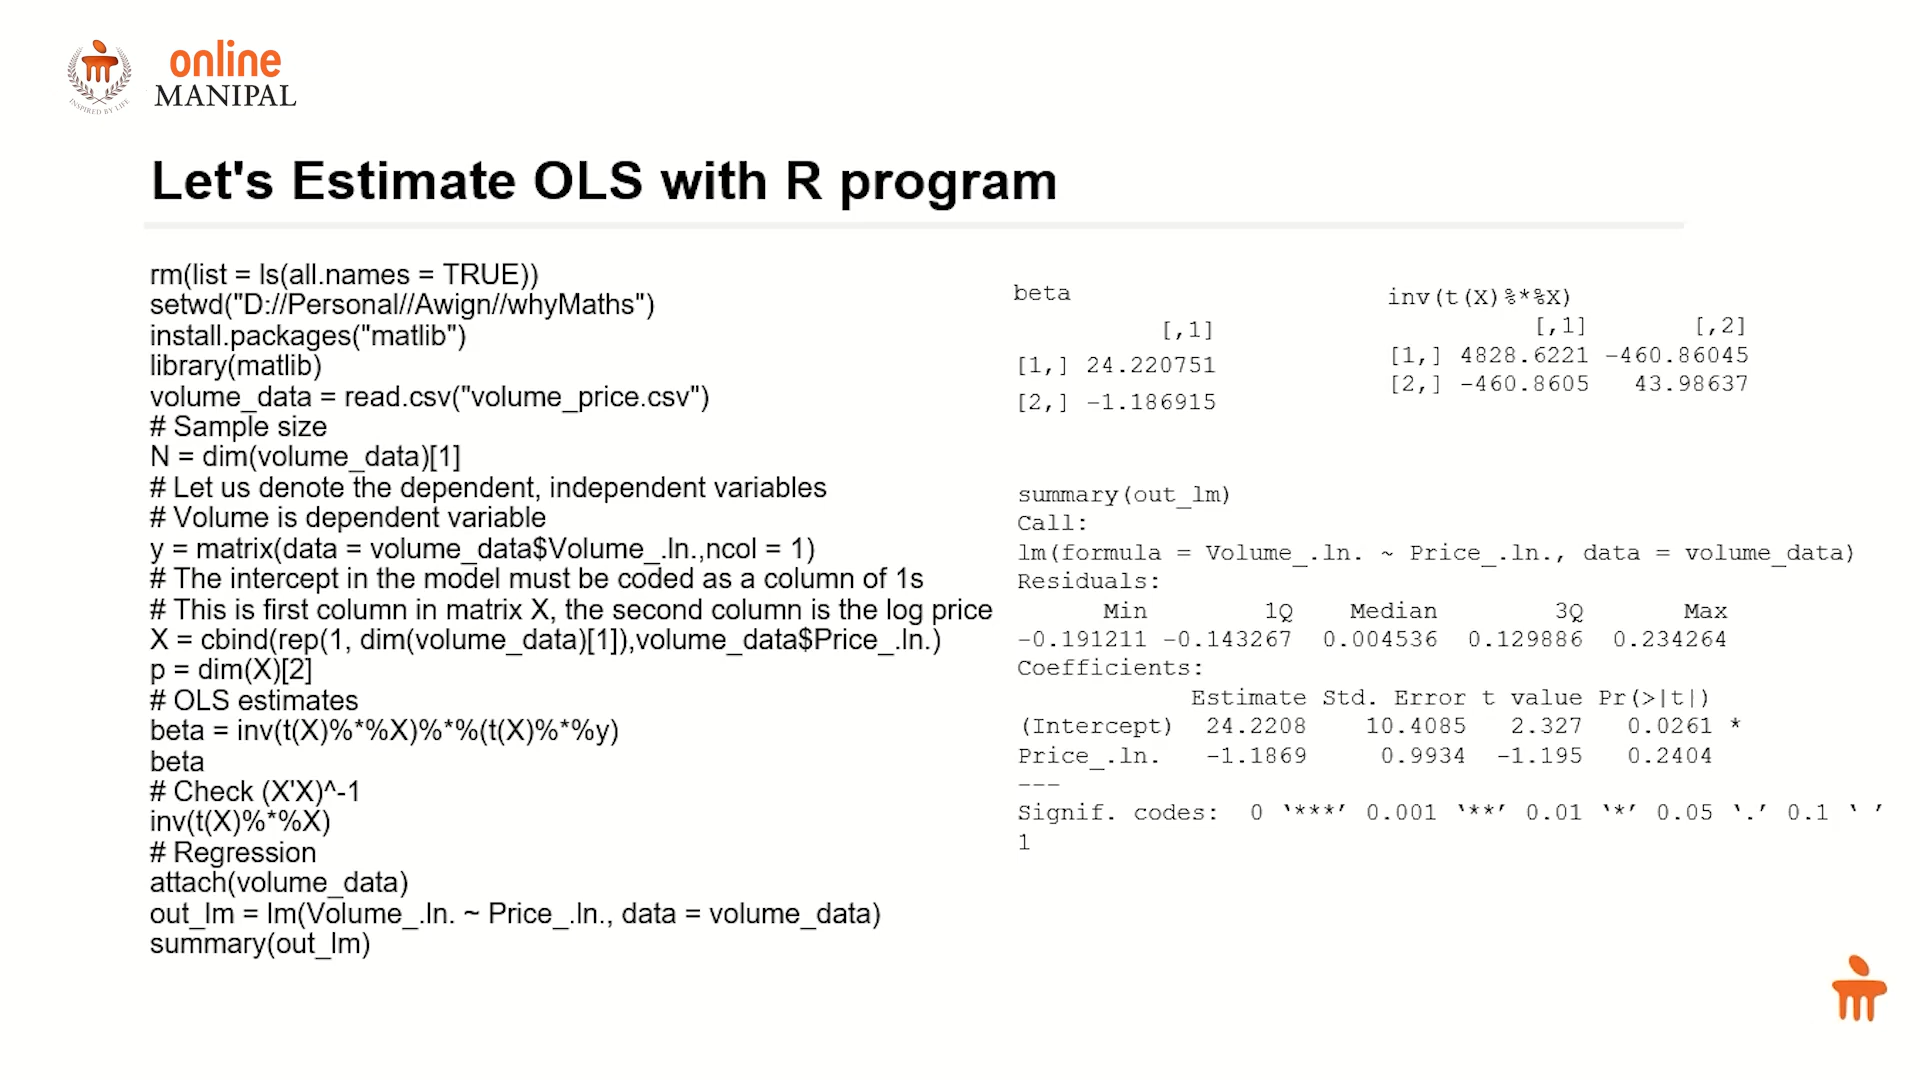 online
MANIPAL
INSPIRED BY LIFE
Let's Estimate OLS with R program
rm(list = ls(all.names = TRUE))
setwd("D://Personal//Awign//whyMaths")
install.packages("matlib")
library(matlib)
volume_data = read.csv("volume_price.csv")
# Sample size
N = dim(volume_data)[1]
# Let us denote the dependent, independent variables
# Volume is dependent variable
y = matrix(data = volume_data$Volume_.ln.,ncol = 1)
# The intercept in the model must be coded as a column of 1s
# This is first column in matrix X, the second column is the log price
X = cbind(rep(1, dim(volume_data)[1]),volume_data$Price_.ln.)
p = dim(X)[2]
# OLS estimates
beta = inv(t(X)%*%X)%*%(t(X)%*%y)
beta
# Check (X'X)^-1
inv(t(X)%*%X)
# Regression
attach(volume_data)
out_lm = lm(Volume_.ln. ~ Price_.ln., data = volume_data)
summary(out_lm)
beta
[,1]
[1,] 24.220751
[2,] -1.186915
inv(t(X)%*%X)
[,1] [,2]
[1,] 4828.6221 -460.86045
[2,] -460.8605 43.98637
summary(out_lm)
Call:
lm(formula = Volume_.ln. ~ Price_.ln., data = volume_data)
Residuals:
Min 1Q Median 3Q Max
-0.191211 -0.143267 0.004536 0.129886 0.234264
Coefficients:
Estimate Std. Error t value Pr(>|t|)
(Intercept) 24.2208 10.4085 2.327 0.0261 *
Price_.ln. -1.1869 0.9934 -1.195 0.2404
---
Signif. codes: 0 ‘***’ 0.001 ‘**’ 0.01 ‘*’ 0.05 ‘.’ 0.1 ‘ ’
1